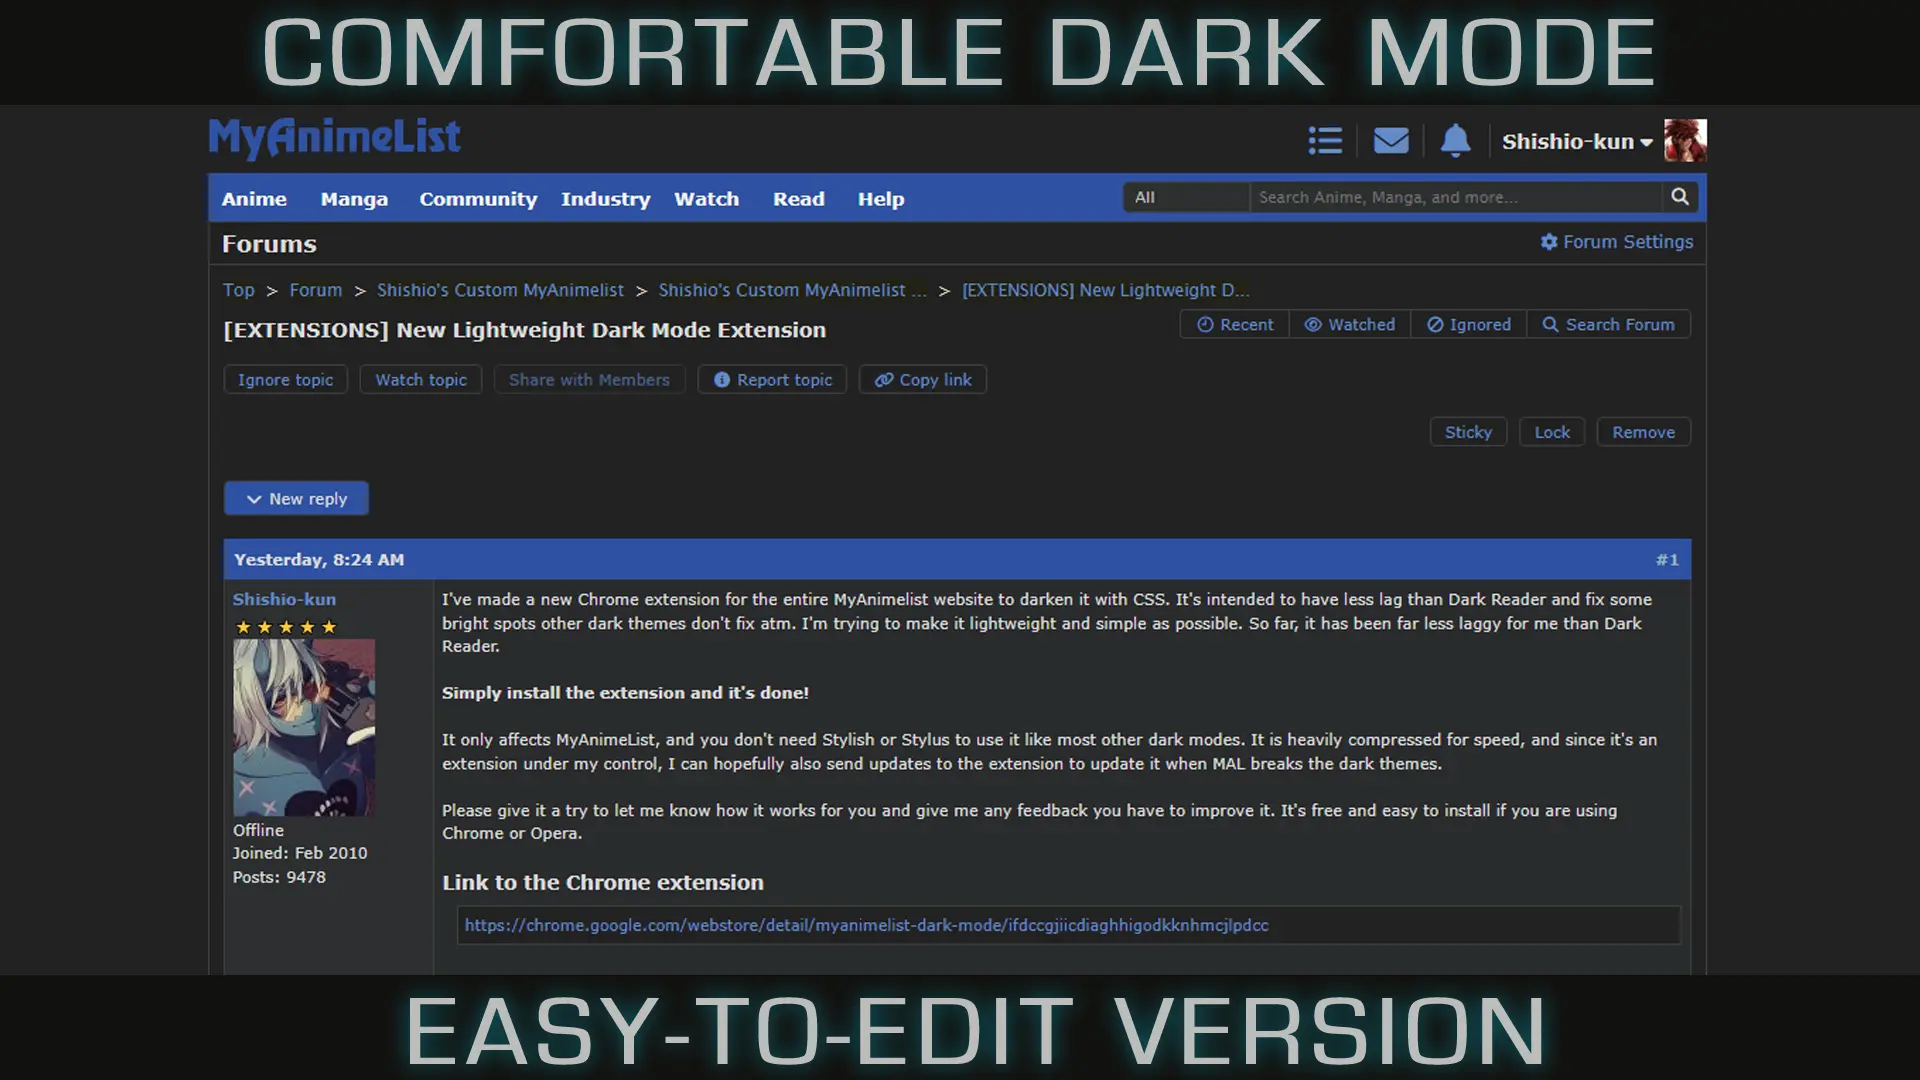 COMFORTABLE DARK MODE
MyAnimeList
Shishio-kun
Anime Manga Community Industry Watch Read Help
All Search Anime, Manga, and more...
Forums
Forum Settings
Top > Forum > Shishio's Custom MyAnimelist > Shishio's Custom MyAnimelist ... > [EXTENSIONS] New Lightweight D...
[EXTENSIONS] New Lightweight Dark Mode Extension
Recent Watched Ignored Search Forum
Ignore topic Watch topic Share with Members Report topic Copy link
Sticky Lock Remove
New reply
Yesterday, 8:24 AM
#1
Shishio-kun
Offline
Joined: Feb 2010
Posts: 9478
I've made a new Chrome extension for the entire MyAnimelist website to darken it with CSS. It's intended to have less lag than Dark Reader and fix some
bright spots other dark themes don't fix atm. I'm trying to make it lightweight and simple as possible. So far, it has been far less laggy for me than Dark
Reader.
Simply install the extension and it's done!
It only affects MyAnimeList, and you don't need Stylish or Stylus to use it like most other dark modes. It is heavily compressed for speed, and since it's an
extension under my control, I can hopefully also send updates to the extension to update it when MAL breaks the dark themes.
Please give it a try to let me know how it works for you and give me any feedback you have to improve it. It's free and easy to install if you are using
Chrome or Opera.
Link to the Chrome extension
https://chrome.google.com/webstore/detail/myanimelist-dark-mode/ifdccgjiicdiaghhigodkknhmcjlpdcc
EASY-TO-EDIT VERSION